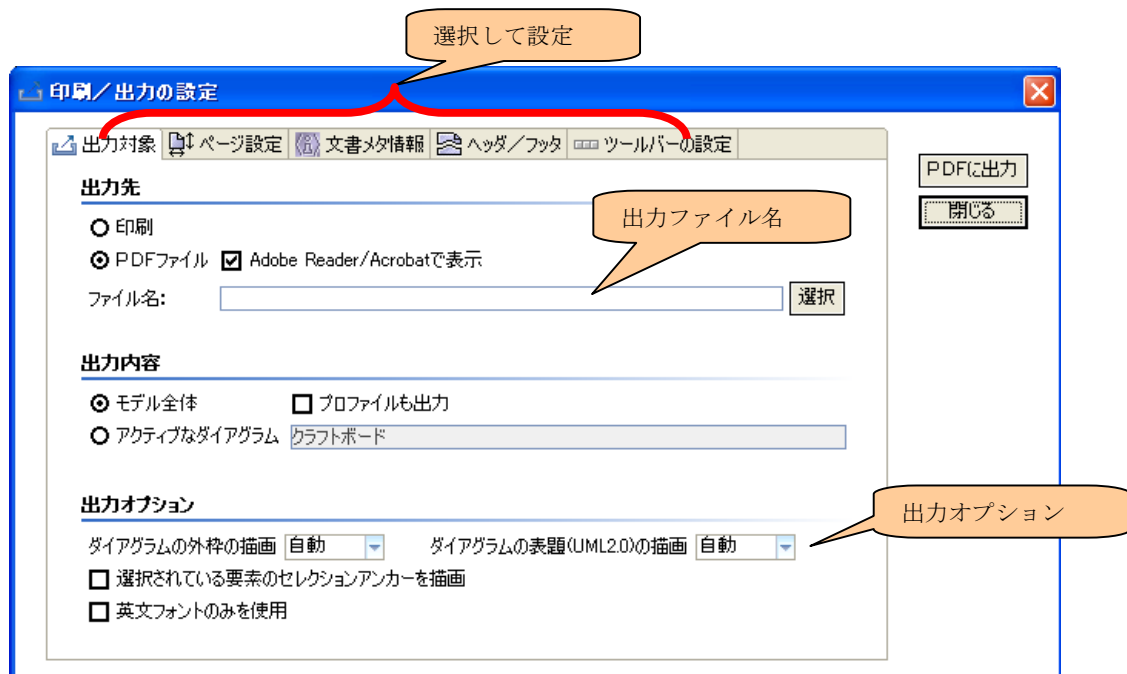 選択して設定
印刷／出力の設定
出力対象 ページ設定 文書メタ情報 ヘッダ／フッタ ツールバーの設定
PDFに出力
閉じる
出力先
出力ファイル名
印刷
PDFファイル Adobe Reader/Acrobatで表示
ファイル名: 選択
出力内容
モデル全体 プロファイルも出力
アクティブなダイアグラム クラフトボード
出力オプション
出力オプション
ダイアグラムの外枠の描画 自動 ダイアグラムの表題(UML2.0)の描画 自動
選択されている要素のセレクションアンカーを描画
英文フォントのみを使用